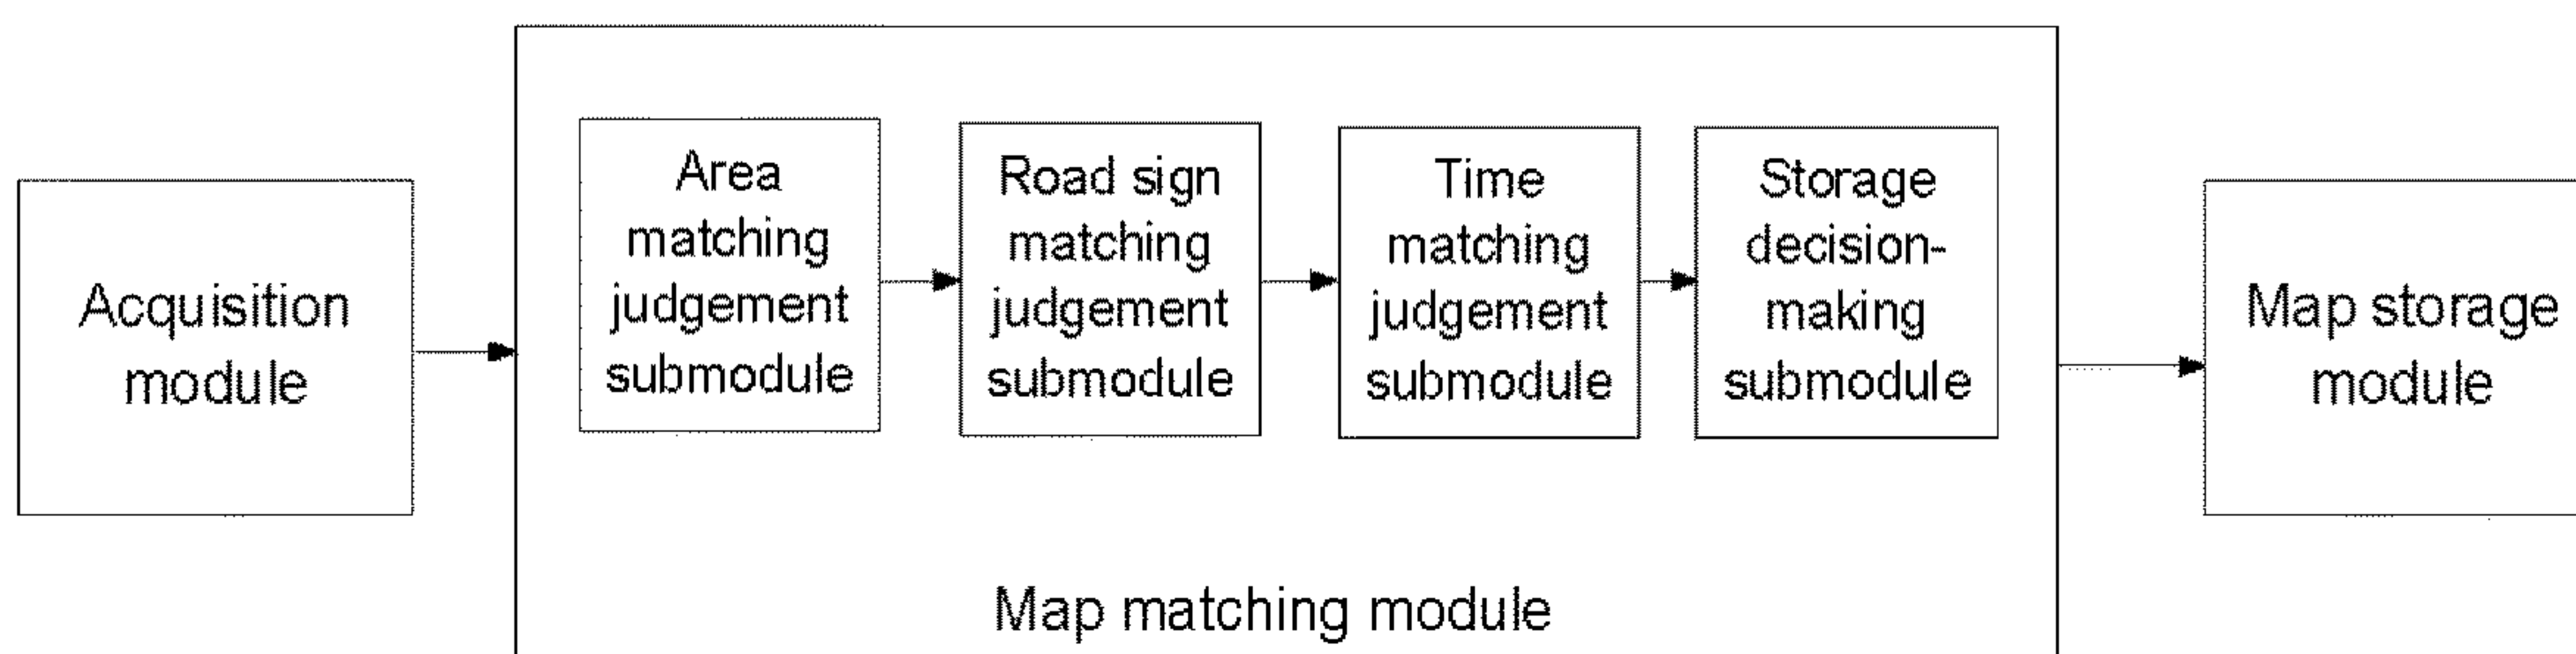 Acquisition
module
Area
matching
judgement
submodule
Road sign
matching
judgement
submodule
Time
matching
judgement
submodule
Storage
decision-
making
submodule
Map matching module
Map storage
module